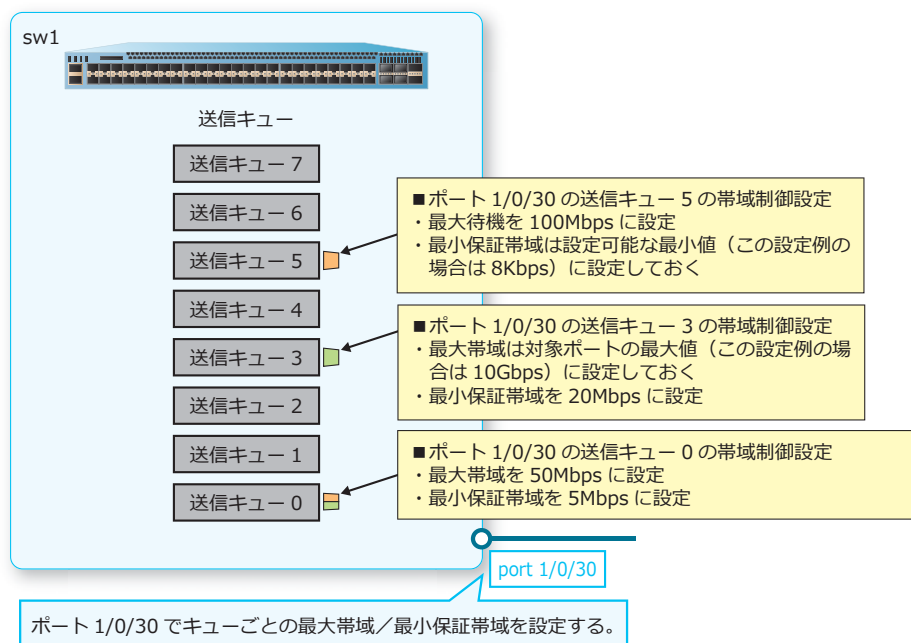 sw1
送信キュー
送信キュー 7
送信キュー 6
送信キュー 5
送信キュー 4
送信キュー 3
送信キュー 2
送信キュー 1
送信キュー 0
■ポート 1/0/30 の送信キュー 5 の帯域制御設定
・最大待機を 100Mbps に設定
・最小保証帯域は設定可能な最小値（この設定例の
場合は 8Kbps）に設定しておく
■ポート 1/0/30 の送信キュー 3 の帯域制御設定
・最大帯域は対象ポートの最大値（この設定例の場
合は 10Gbps）に設定しておく
・最小保証帯域を 20Mbps に設定
■ポート 1/0/30 の送信キュー 0 の帯域制御設定
・最大帯域を 50Mbps に設定
・最小保証帯域を 5Mbps に設定
port 1/0/30
ポート 1/0/30 でキューごとの最大帯域／最小保証帯域を設定する。